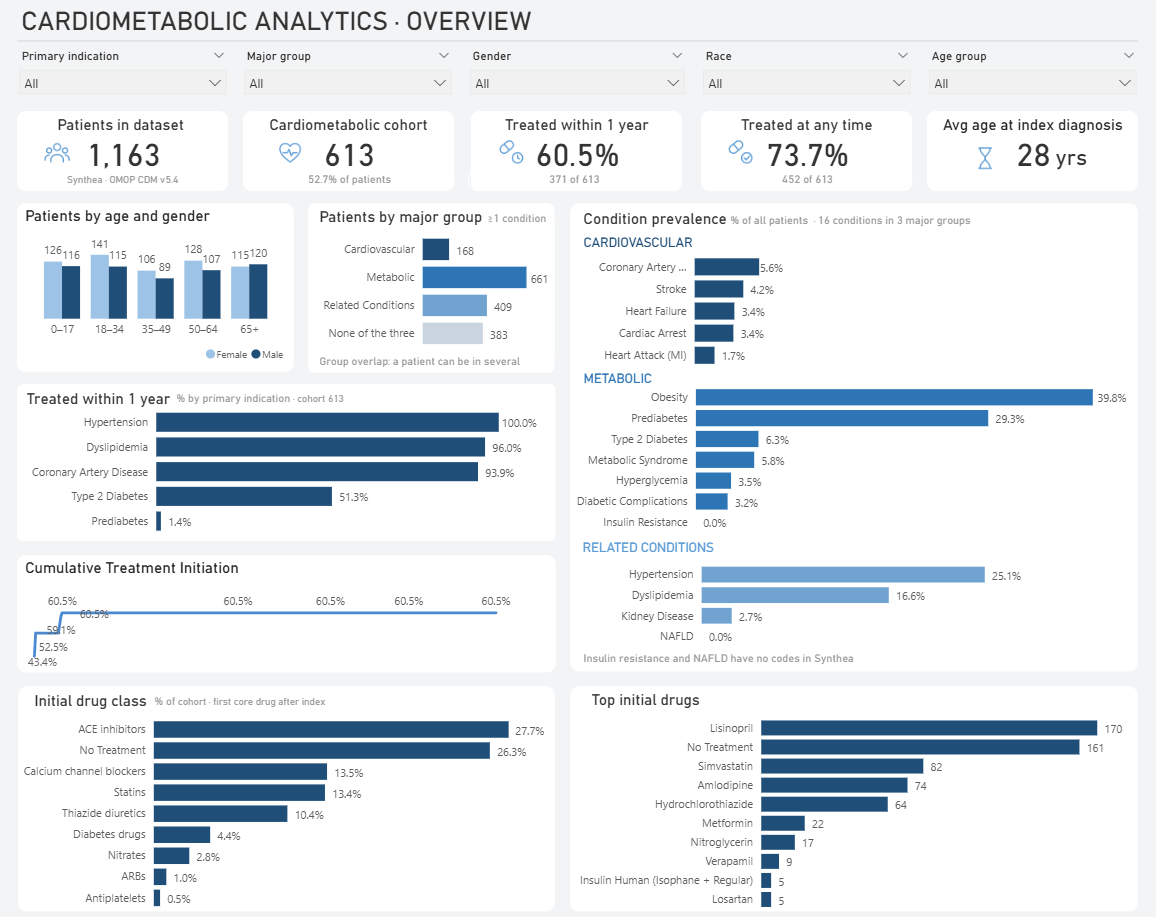 CARDIOMETABOLIC ANALYTICS · OVERVIEW
Primary indication
Major group
Gender
Race
Age group
All
All
All
All
All
Patients in dataset
1,163
Synthea · OMOP CDM v5.4
Cardiometabolic cohort
613
52.7% of patients
Treated within 1 year
60.5%
371 of 613
Treated at any time
73.7%
452 of 613
Avg age at index diagnosis
28 yrs
Patients by age and gender
126 116 141 115 106 89 128 107 115 120
0–17 18–34 35–49 50–64 65+
Female Male
Patients by major group ≥1 condition
Cardiovascular 168
Metabolic 661
Related Conditions 409
None of the three 383
Group overlap: a patient can be in several
Condition prevalence % of all patients · 16 conditions in 3 major groups
CARDIOVASCULAR
Coronary Artery ... 5.6%
Stroke 4.2%
Heart Failure 3.4%
Cardiac Arrest 3.4%
Heart Attack (MI) 1.7%
METABOLIC
Obesity 39.8%
Prediabetes 29.3%
Type 2 Diabetes 6.3%
Metabolic Syndrome 5.8%
Hyperglycemia 3.5%
Diabetic Complications 3.2%
Insulin Resistance 0.0%
RELATED CONDITIONS
Hypertension 25.1%
Dyslipidemia 16.6%
Kidney Disease 2.7%
NAFLD 0.0%
Insulin resistance and NAFLD have no codes in Synthea
Treated within 1 year % by primary indication · cohort 613
Hypertension 100.0%
Dyslipidemia 96.0%
Coronary Artery Disease 93.9%
Type 2 Diabetes 51.3%
Prediabetes 1.4%
Cumulative Treatment Initiation
60.5% 60.5% 60.5% 60.5% 60.5%
60.5%
59.1%
52.5%
43.4%
Initial drug class % of cohort · first core drug after index
ACE inhibitors 27.7%
No Treatment 26.3%
Calcium channel blockers 13.5%
Statins 13.4%
Thiazide diuretics 10.4%
Diabetes drugs 4.4%
Nitrates 2.8%
ARBs 1.0%
Antiplatelets 0.5%
Top initial drugs
Lisinopril 170
No Treatment 161
Simvastatin 82
Amlodipine 74
Hydrochlorothiazide 64
Metformin 22
Nitroglycerin 17
Verapamil 9
Insulin Human (Isophane + Regular) 5
Losartan 5